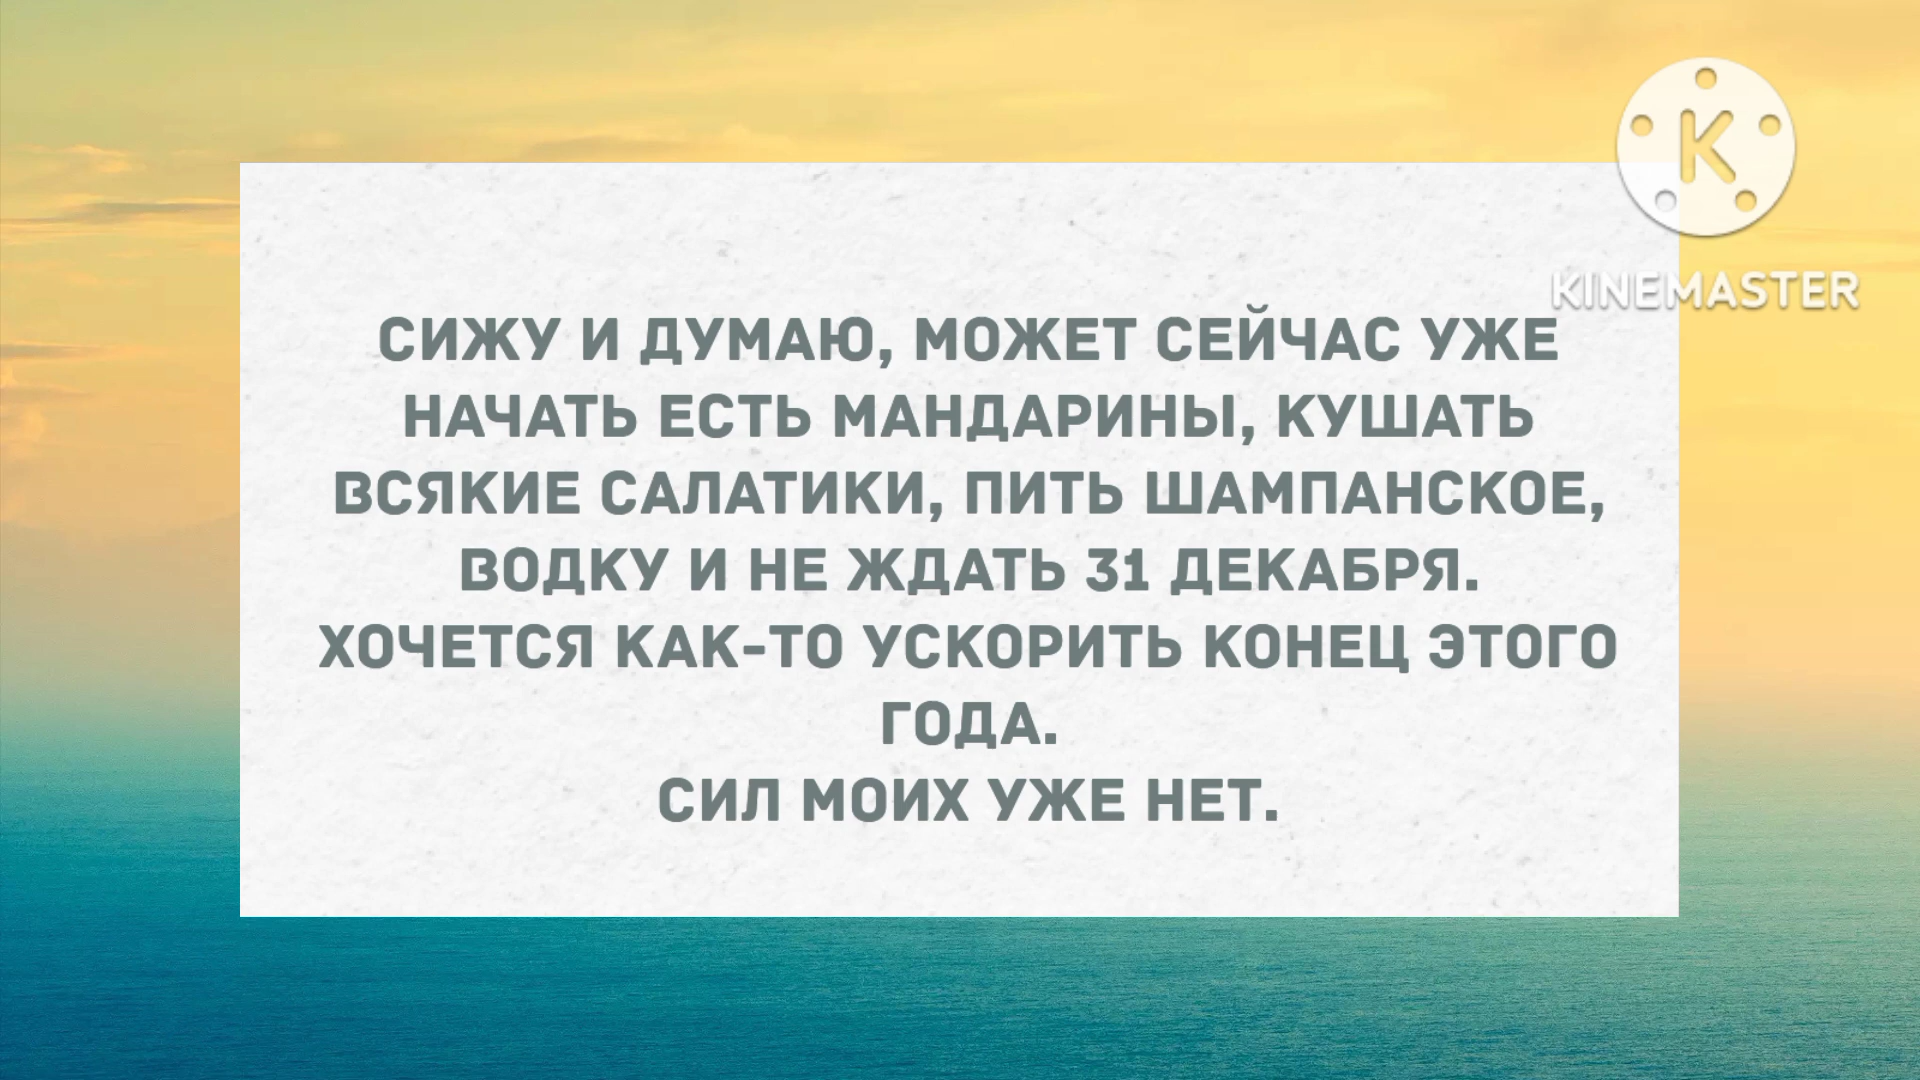 СИЖУ И ДУМАЮ, МОЖЕТ СЕЙЧАС УЖЕ
НАЧАТЬ ЕСТЬ МАНДАРИНЫ, КУШАТЬ
ВСЯКИЕ САЛАТИКИ, ПИТЬ ШАМПАНСКОЕ,
ВОДКУ И НЕ ЖДАТЬ 31 ДЕКАБРЯ.
ХОЧЕТСЯ КАК-ТО УСКОРИТЬ КОНЕЦ ЭТОГО
ГОДА.
СИЛ МОИХ УЖЕ НЕТ.
K
KINEMASTER